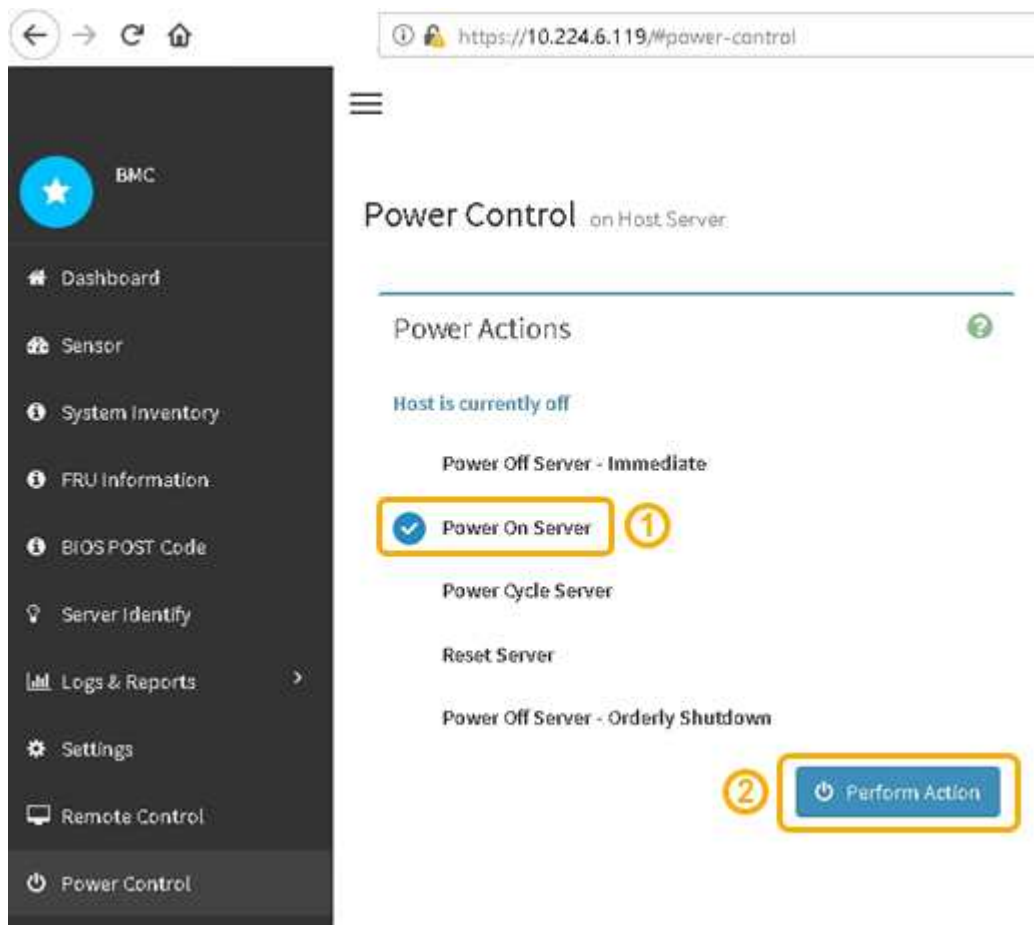 https://10.224.6.119/#power-control
BMC
Dashboard
Sensor
System Inventory
FRU Information
BIOS POST Code
Server Identify
Logs & Reports
Settings
Remote Control
Power Control
Power Control on Host Server
Power Actions
Host is currently off
Power Off Server - Immediate
Power On Server
1
Power Cycle Server
Reset Server
Power Off Server - Orderly Shutdown
2
Perform Action